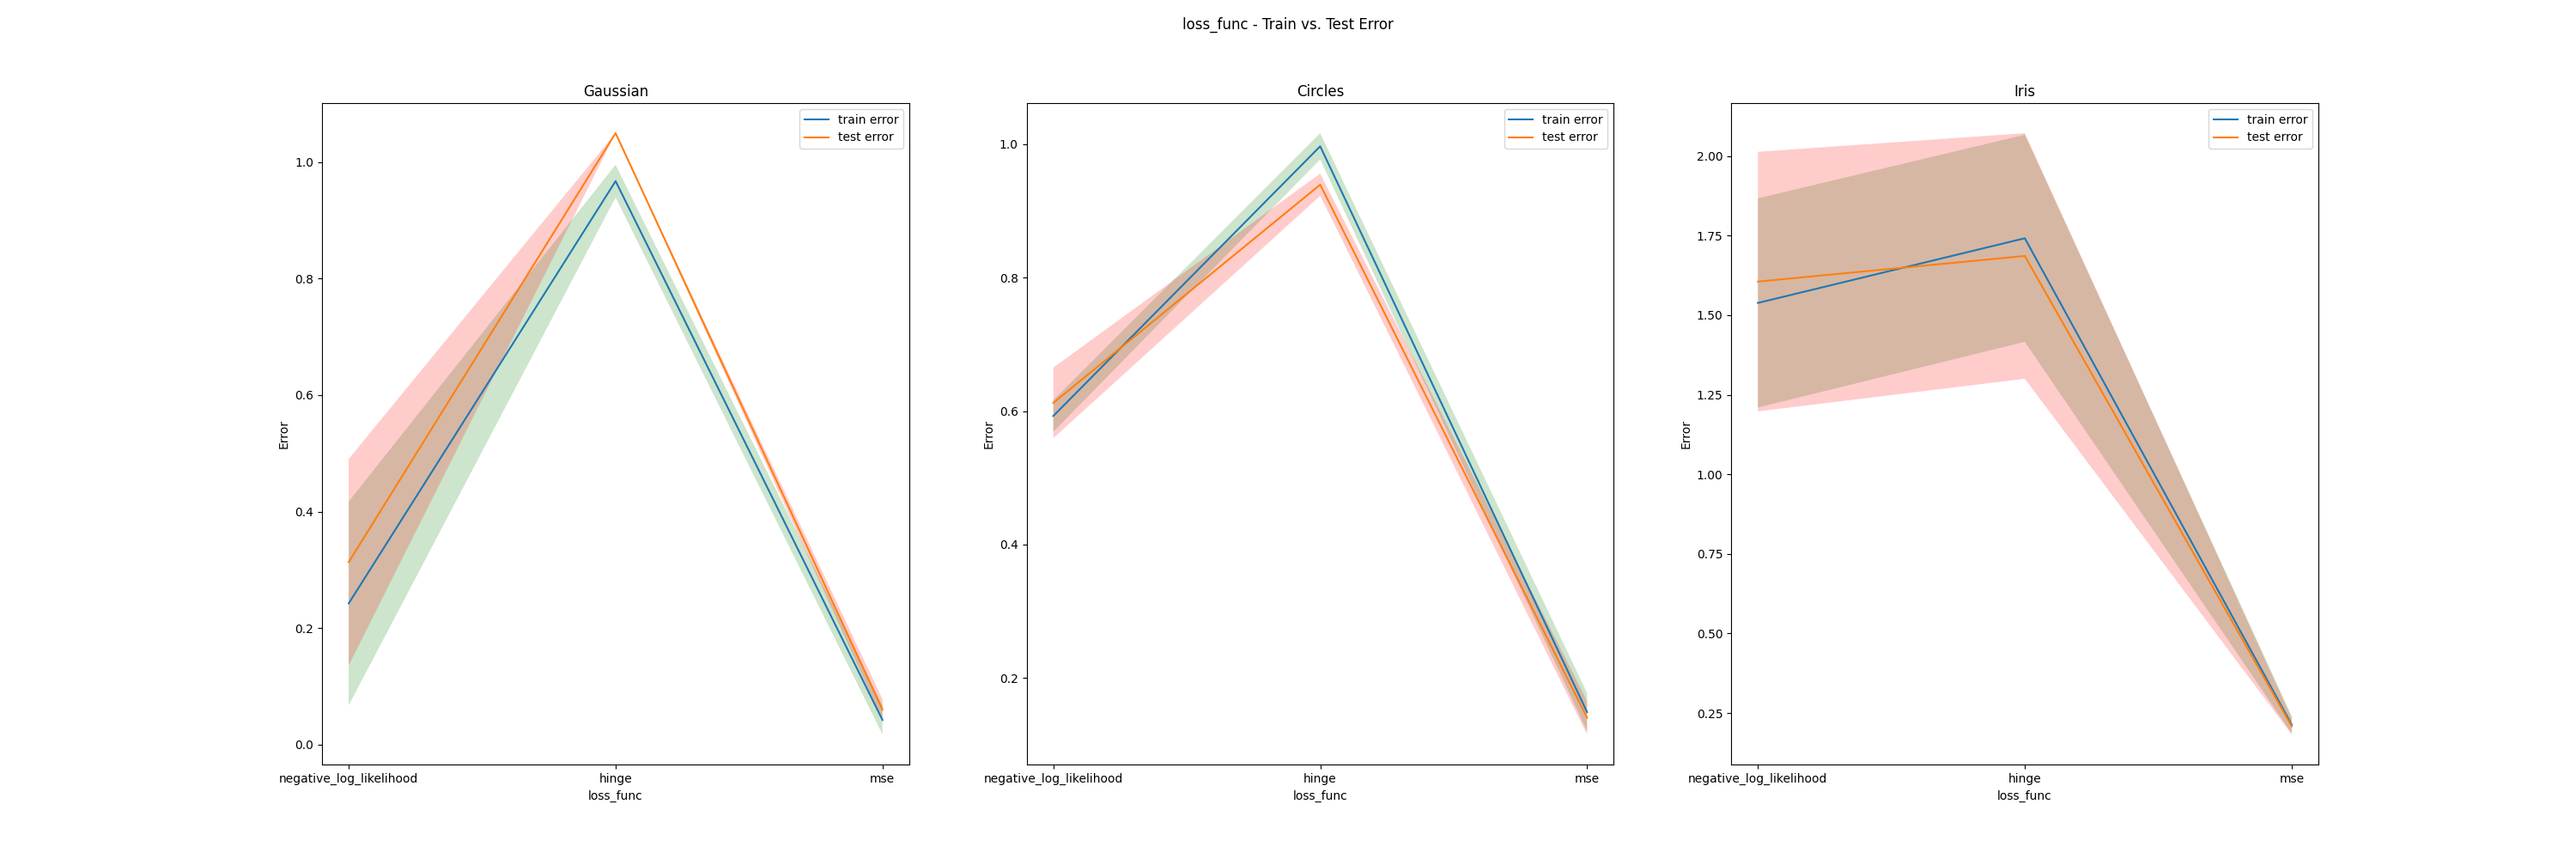 loss_func - Train vs. Test Error
Gaussian
train error
test error
1.0
0.8
0.6
0.4
0.2
0.0
Error
negative_log_likelihood
hinge
mse
loss_func
Circles
train error
test error
1.0
0.8
0.6
0.4
0.2
Error
negative_log_likelihood
hinge
mse
loss_func
Iris
train error
test error
2.00
1.75
1.50
1.25
1.00
0.75
0.50
0.25
Error
negative_log_likelihood
hinge
mse
loss_func